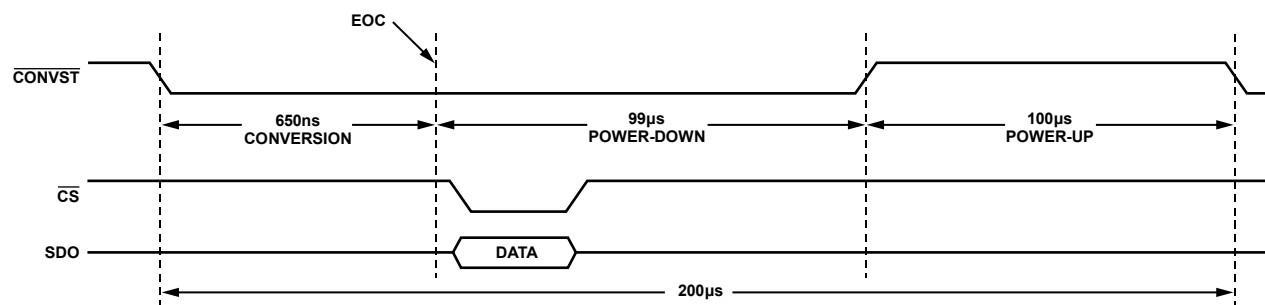 EOC
CONVST
650ns
CONVERSION
99µs
POWER-DOWN
100µs
POWER-UP
CS
SDO
DATA
200µs